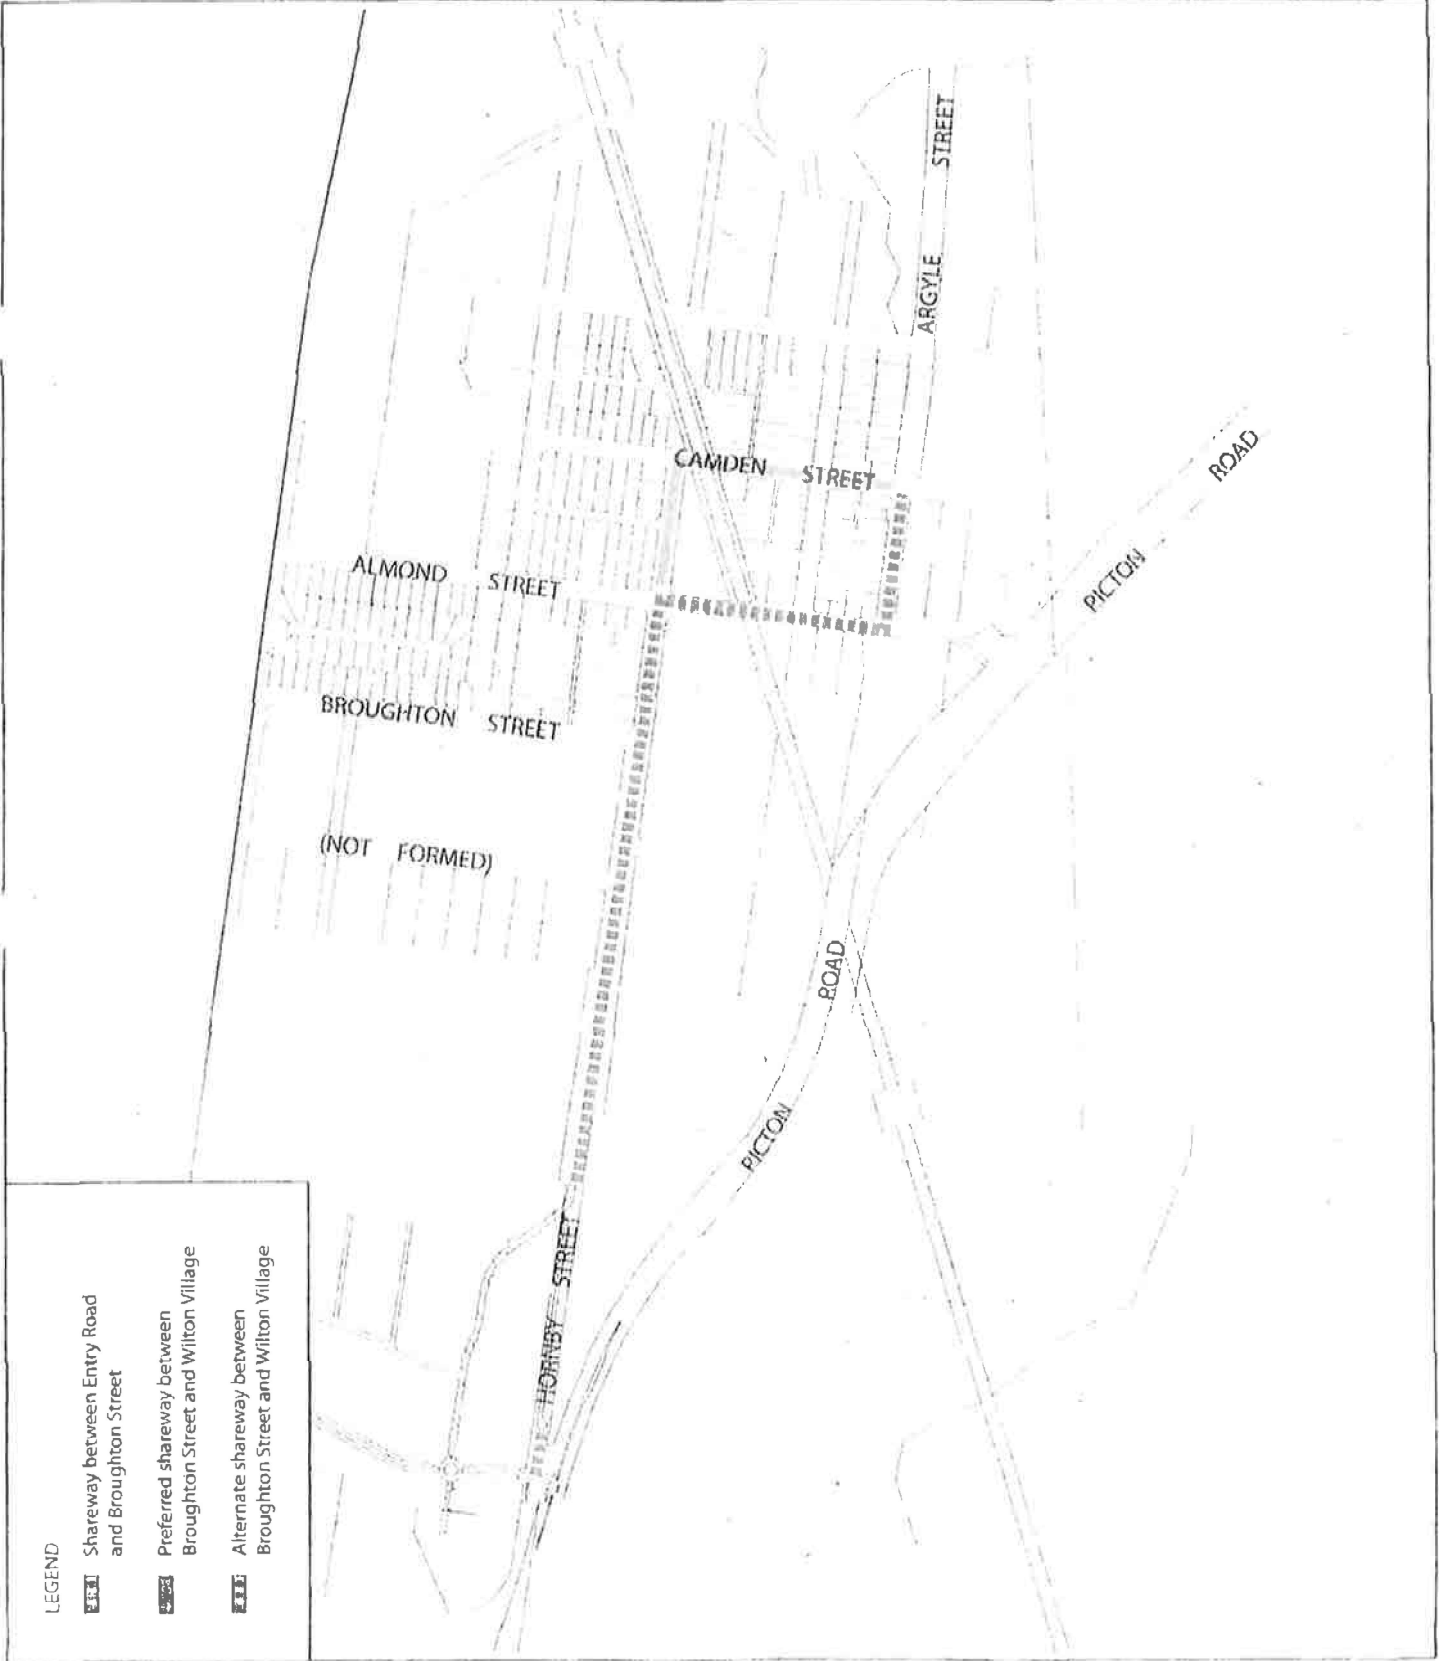 LEGEND
Shareway between Entry Road
and Broughton Street
Preferred shareway between
Broughton Street and Wilton Village
Alternate shareway between
Broughton Street and Wilton Village
ALMOND STREET
BROUGHTON STREET
(NOT FORMED)
CAMDEN STREET
ARGYLE STREET
HORNBY STREET
PICTON ROAD
PICTON ROAD